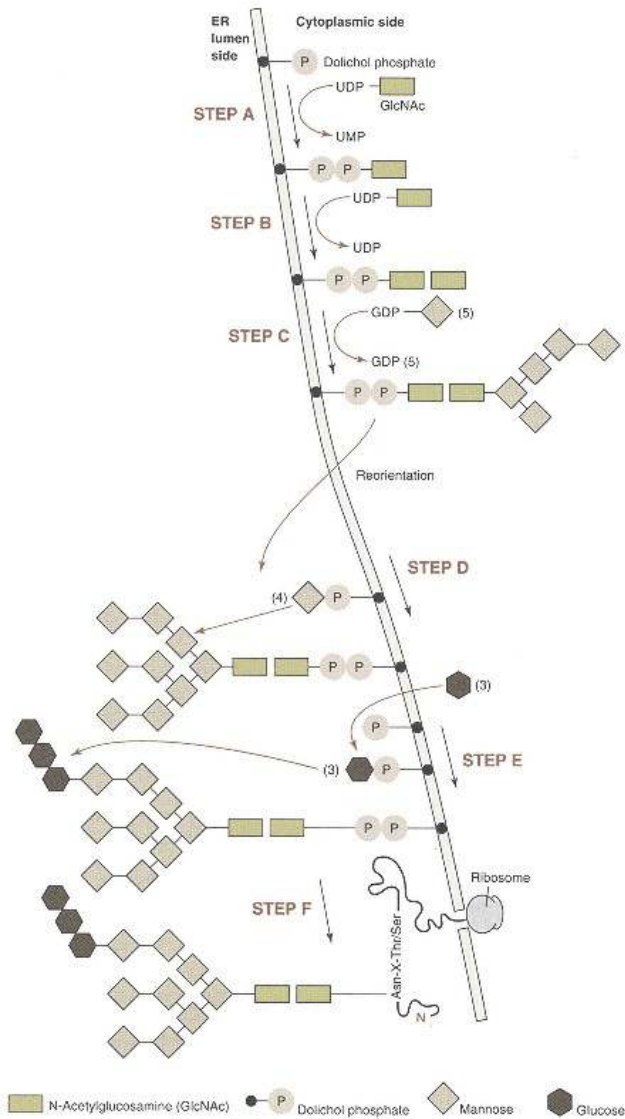 ER lumen side
Cytoplasmic side
P Dolichol phosphate
UDP
GlcNAc
STEP A
UMP
P P
UDP
STEP B
UDP
P P
GDP (5)
STEP C
GDP (5)
P P
Reorientation
STEP D
(4) P
P P
(3)
P
STEP E
(3) P
P P
Ribosome
STEP F
Asn-X-Thr/Ser
N
N-Acetylglucosamine (GlcNAc)
P Dolichol phosphate
Mannose
Glucose